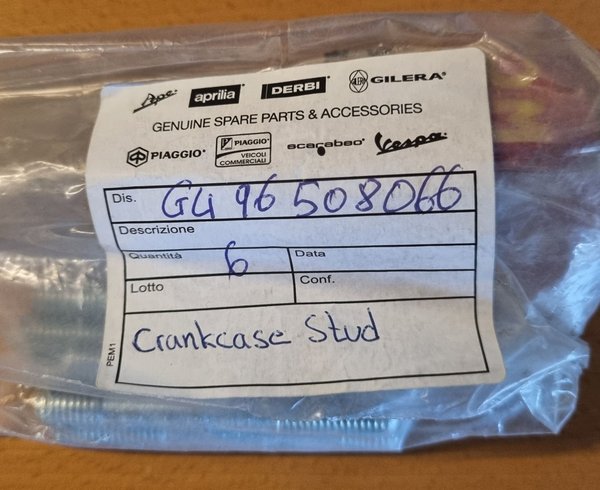 Ape aprilia DERBI GILERA
GENUINE SPARE PARTS & ACCESSORIES
PIAGGIO PIAGGIO VEICOLI COMMERCIALI scarabeo Vespa
Dis. GU 96 508066
Descrizione
Quantità 6 Data
Lotto Conf.
Crankcase Stud
PEM1